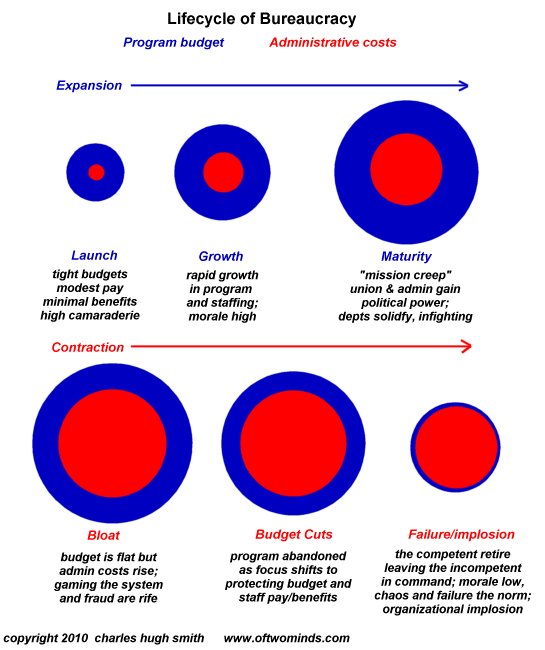 Lifecycle of Bureaucracy
Program budget Administrative costs
Expansion
Launch
tight budgets
modest pay
minimal benefits
high camaraderie
Growth
rapid growth
in program
and staffing;
morale high
Maturity
"mission creep"
union & admin gain
political power;
depts solidfy, infighting
Contraction
Bloat
budget is flat but
admin costs rise;
gaming the system
and fraud are rife
Budget Cuts
program abandoned
as focus shifts to
protecting budget and
staff pay/benefits
Failure/implosion
the competent retire
leaving the incompetent
in command; morale low,
chaos and failure the norm;
organizational implosion
copyright 2010 charles hugh smith www.oftwominds.com